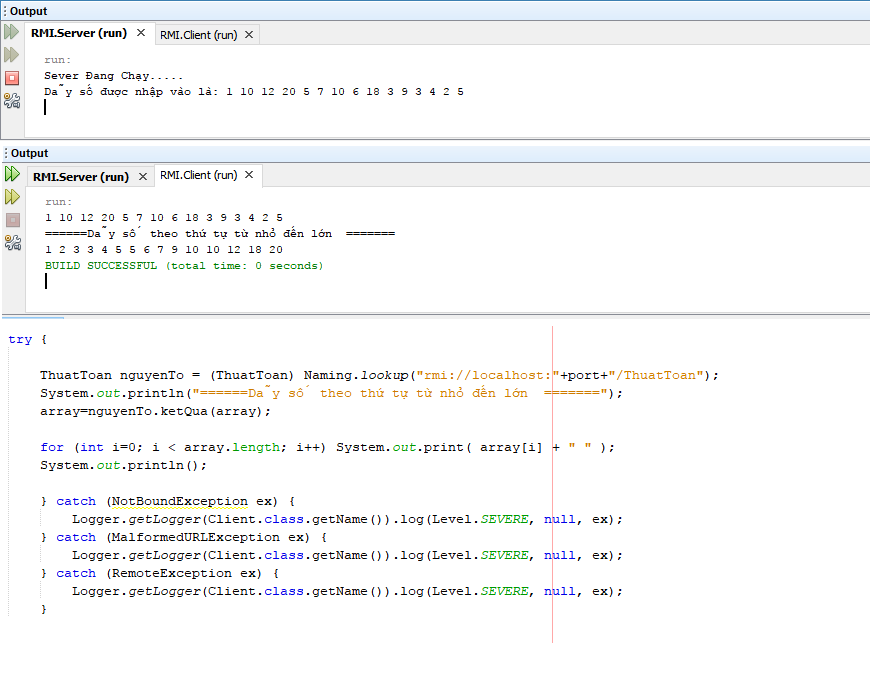 Output
RMI.Server (run) RMI.Client (run)
run:
Sever Đang Chạy.....
Dãy số được nhập vào là: 1 10 12 20 5 7 10 6 18 3 9 3 4 2 5
Output
RMI.Server (run) RMI.Client (run)
run:
1 10 12 20 5 7 10 6 18 3 9 3 4 2 5
======Dãy số theo thứ tự từ nhỏ đến lớn =======
1 2 3 3 4 5 5 6 7 9 10 10 12 18 20
BUILD SUCCESSFUL (total time: 0 seconds)
try {
ThuatToan nguyenTo = (ThuatToan) Naming.lookup("rmi://localhost:"+port+"/ThuatToan");
System.out.println("======Dãy số theo thứ tự từ nhỏ đến lớn =======");
array=nguyenTo.ketQua(array);
for (int i=0; i < array.length; i++) System.out.print( array[i] + " " );
System.out.println();
} catch (NotBoundException ex) {
Logger.getLogger(Client.class.getName()).log(Level.SEVERE, null, ex);
} catch (MalformedURLException ex) {
Logger.getLogger(Client.class.getName()).log(Level.SEVERE, null, ex);
} catch (RemoteException ex) {
Logger.getLogger(Client.class.getName()).log(Level.SEVERE, null, ex);
}